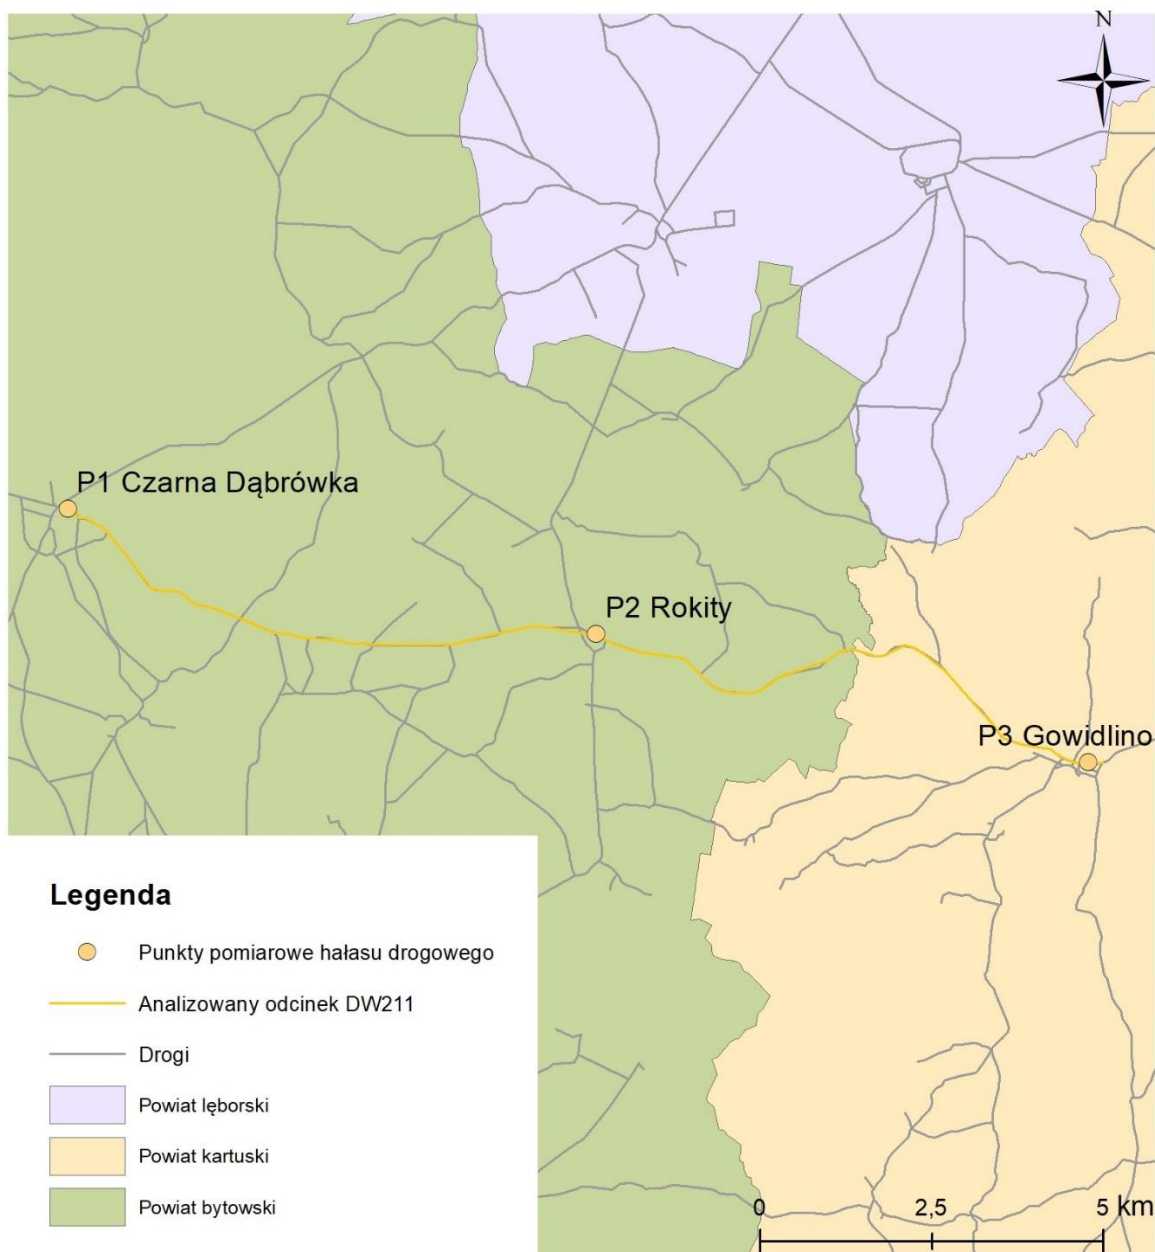 N
P1 Czarna Dąbrówka
P2 Rokity
P3 Gowidlino
Legenda
Punkty pomiarowe hałasu drogowego
Analizowany odcinek DW211
Drogi
Powiat lęborski
Powiat kartuski
Powiat bytowski
0 2,5 5 km